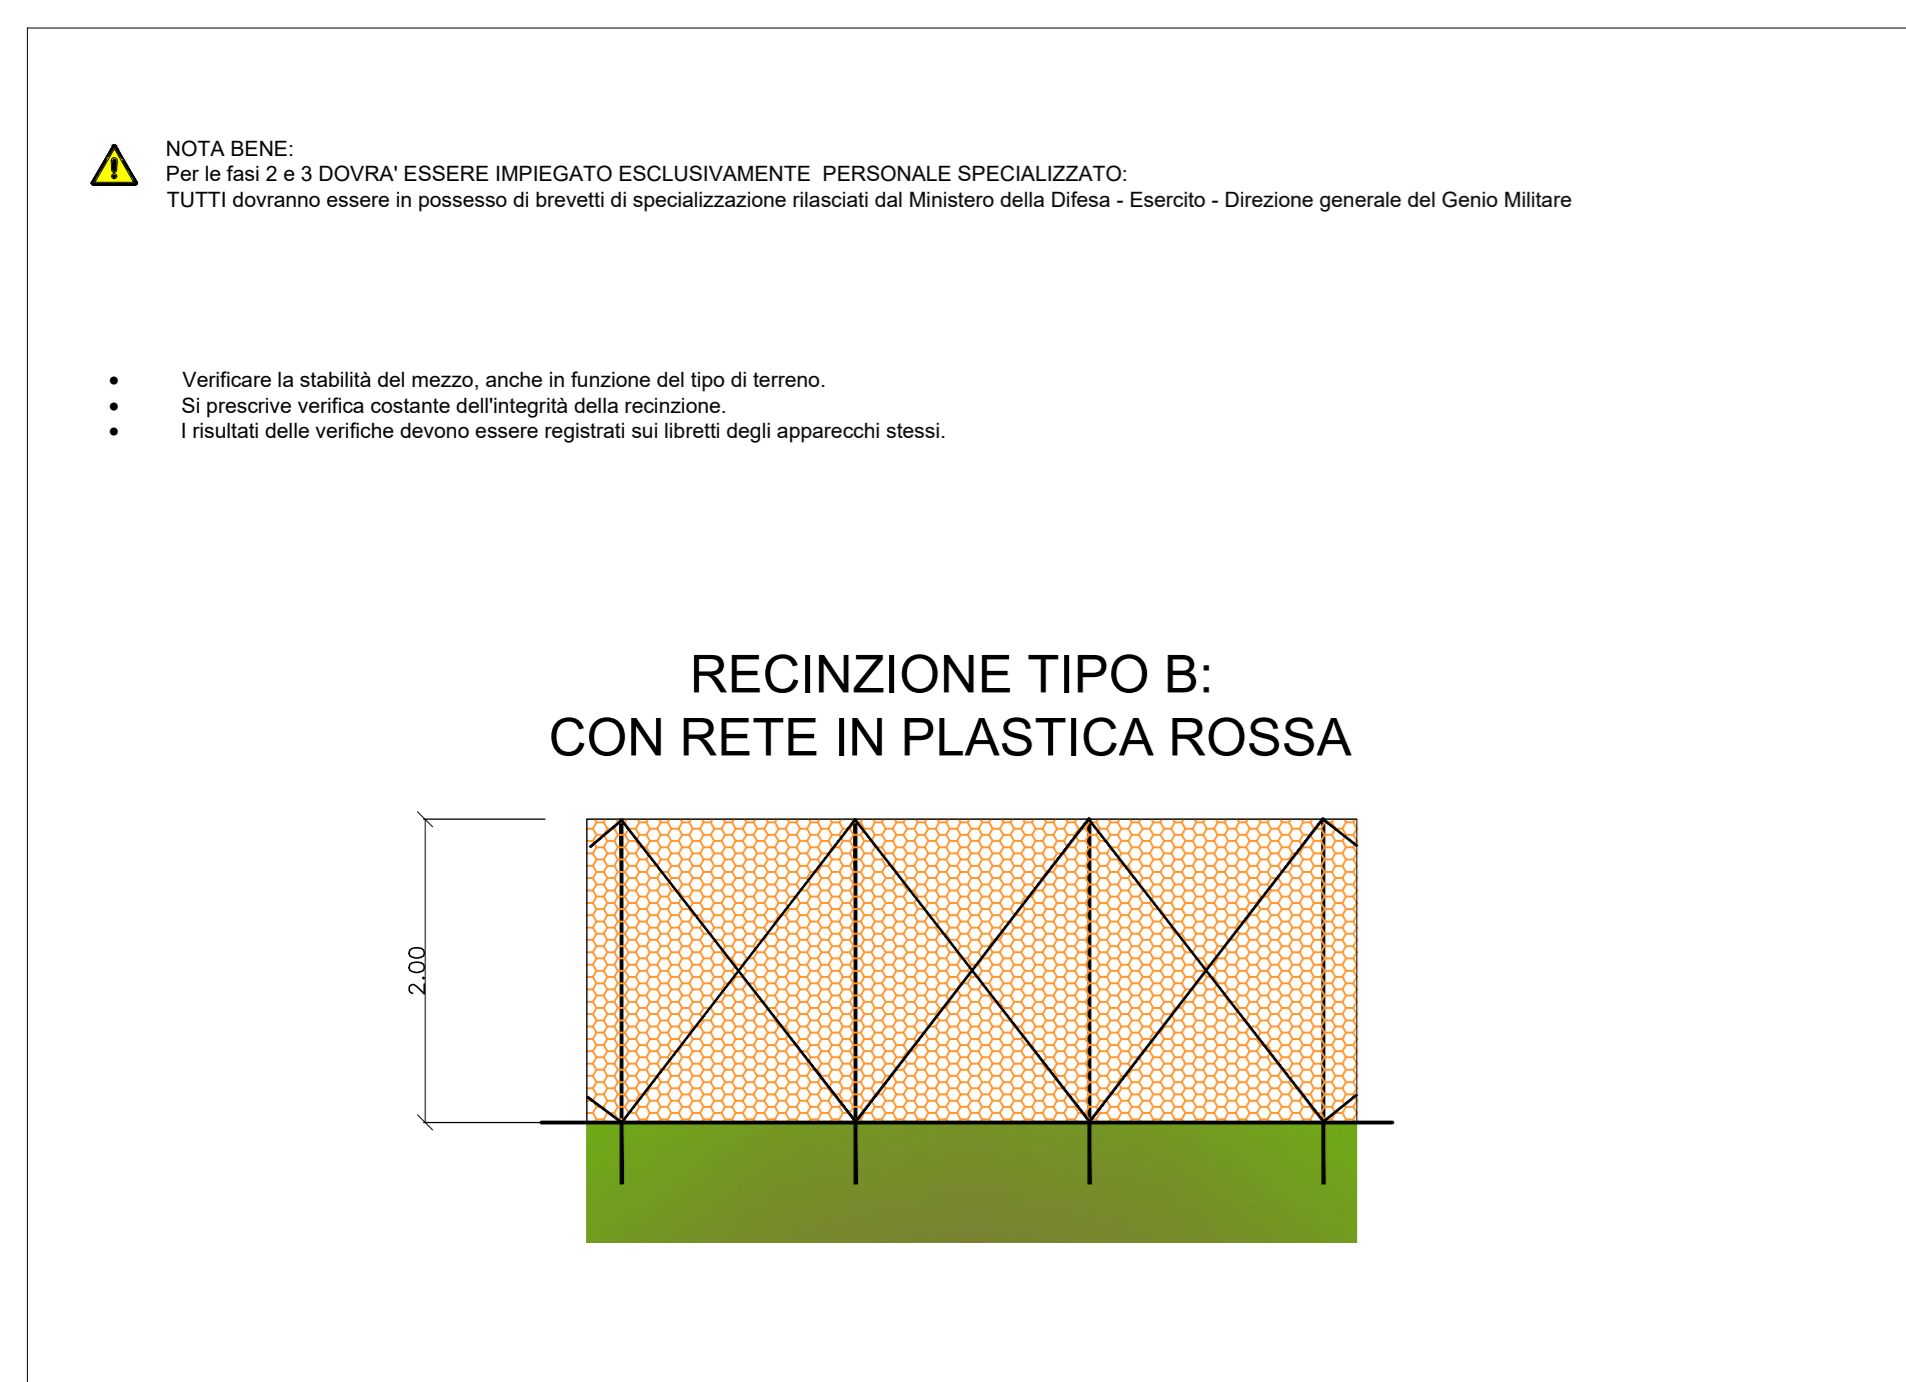 NOTA BENE:
Per le fasi 2 e 3 DOVRA' ESSERE IMPIEGATO ESCLUSIVAMENTE PERSONALE SPECIALIZZATO:
TUTTI dovranno essere in possesso di brevetti di specializzazione rilasciati dal Ministero della Difesa - Esercito - Direzione generale del Genio Militare
• Verificare la stabilità del mezzo, anche in funzione del tipo di terreno.
• Si prescrive verifica costante dell'integrità della recinzione.
• I risultati delle verifiche devono essere registrati sui libretti degli apparecchi stessi.
RECINZIONE TIPO B:
CON RETE IN PLASTICA ROSSA
2.00